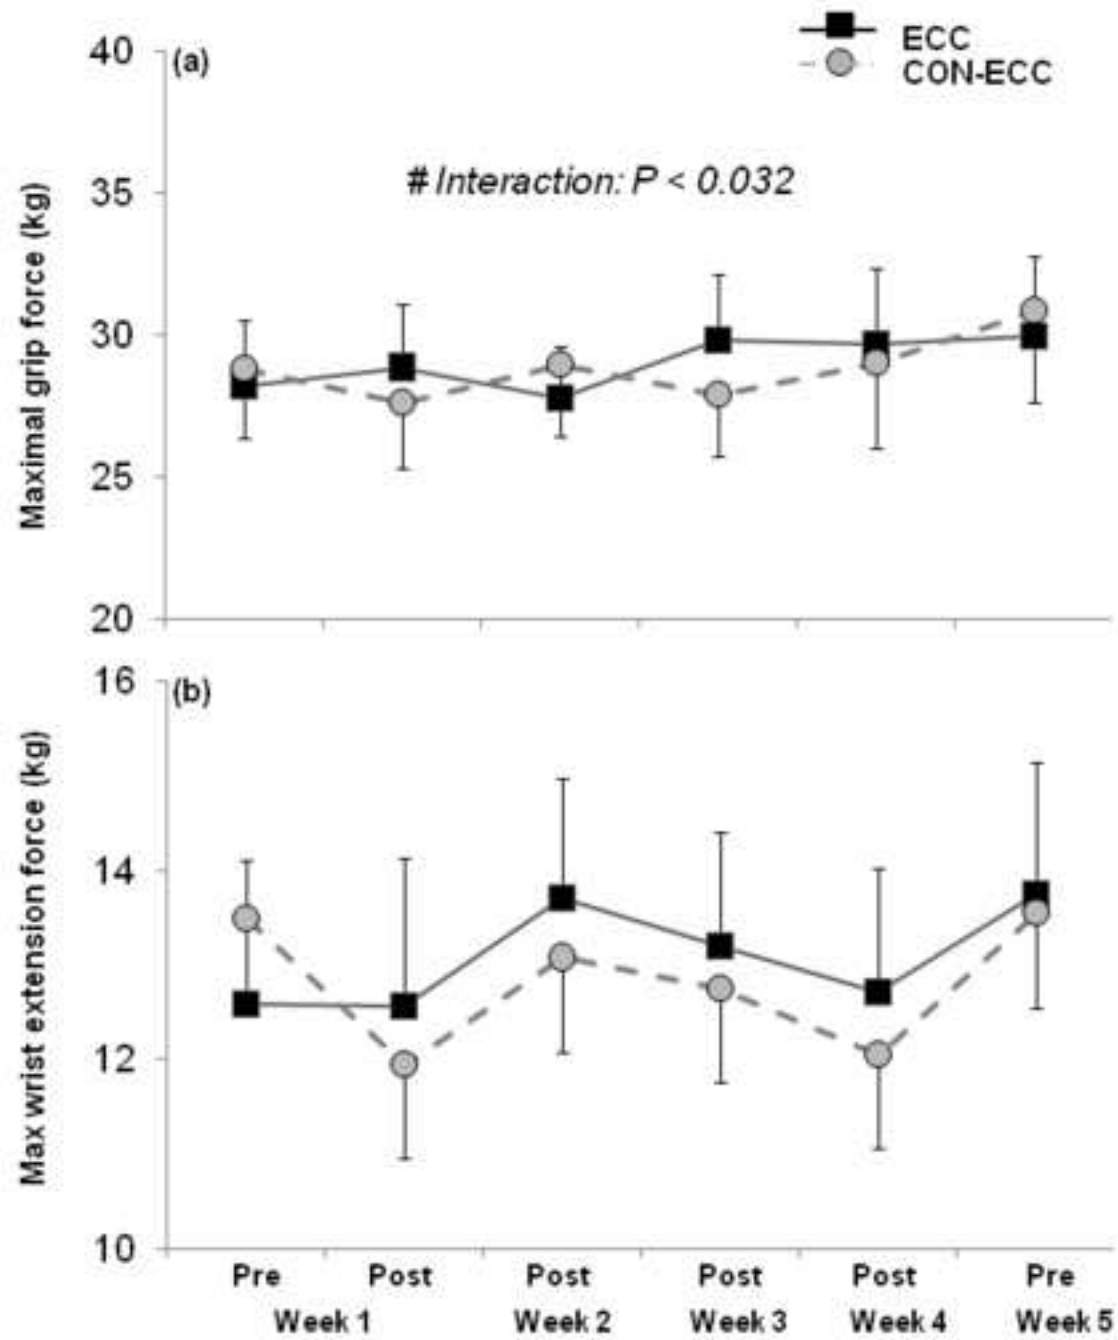 ECC
CON-ECC
40
(a)
# Interaction: P < 0.032
35
30
25
20
Maximal grip force (kg)
16
(b)
14
12
10
Max wrist extension force (kg)
Pre Post Post Post Post Pre
Week 1 Week 2 Week 3 Week 4 Week 5